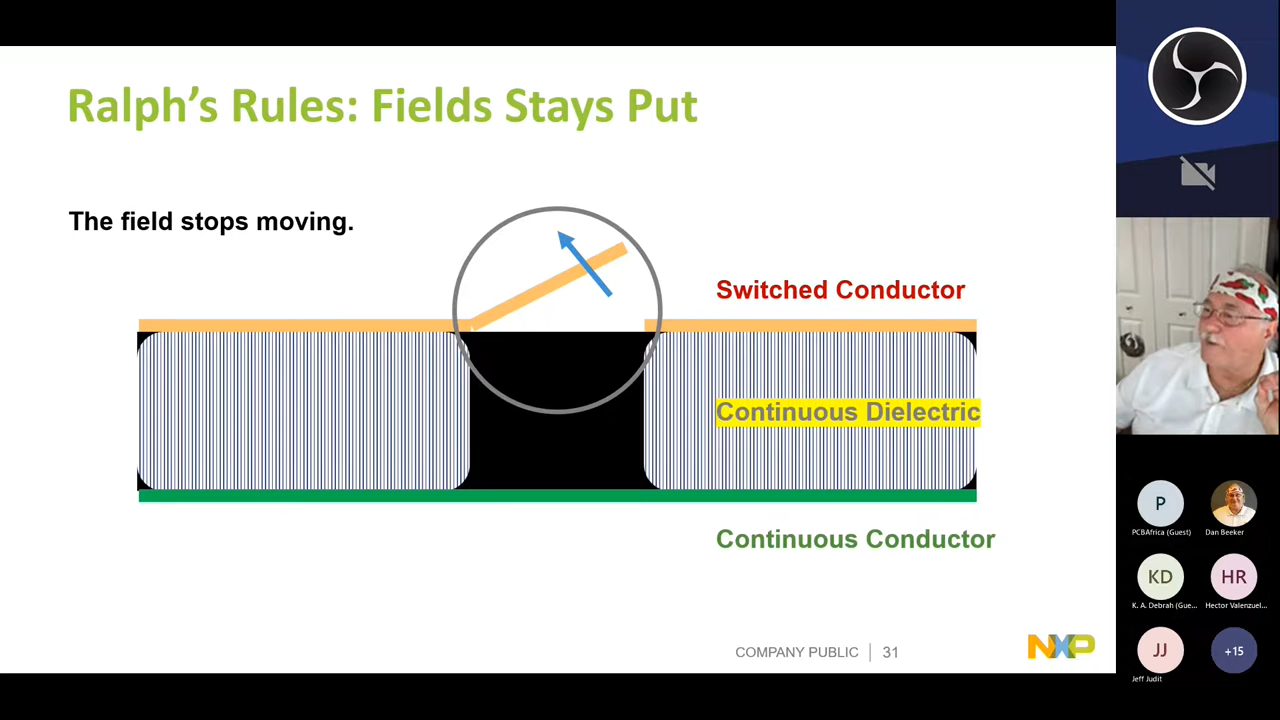 Ralph's Rules: Fields Stays Put
The field stops moving.
Switched Conductor
Continuous Dielectric
Continuous Conductor
COMPANY PUBLIC | 31
NXP
P
PCBAfrica (Guest)
Dan Beeker
KD
K. A. Debrah (Gue...
HR
Hector Valenzuel...
JJ
Jeff Judit
+15